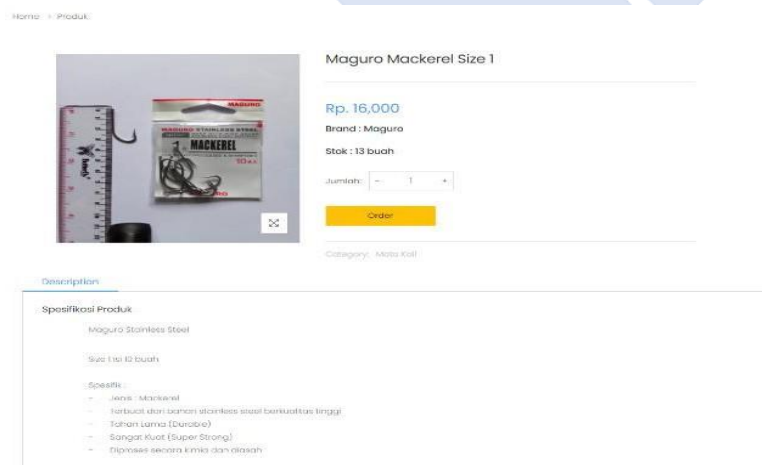 Home > Produk
Maguro Mackerel Size 1
Rp. 16,000
Brand : Maguro
Stok : 13 buah
Jumlah: - 1 +
Order
Category: Mata Kail
MAGURO
MAGURO STAINLESS STEEL
MACKEREL
10
Description
Spesifikasi Produk
Maguro Stainless Steel
Size 1 isi 10 buah
Spesifik :
- Jenis : Mackerel
- Terbuat dari bahan stainless steel berkualitas tinggi
- Tahan Lama (Durable)
- Sangat Kuat (Super Strong)
- Diproses secara kimia dan diasah